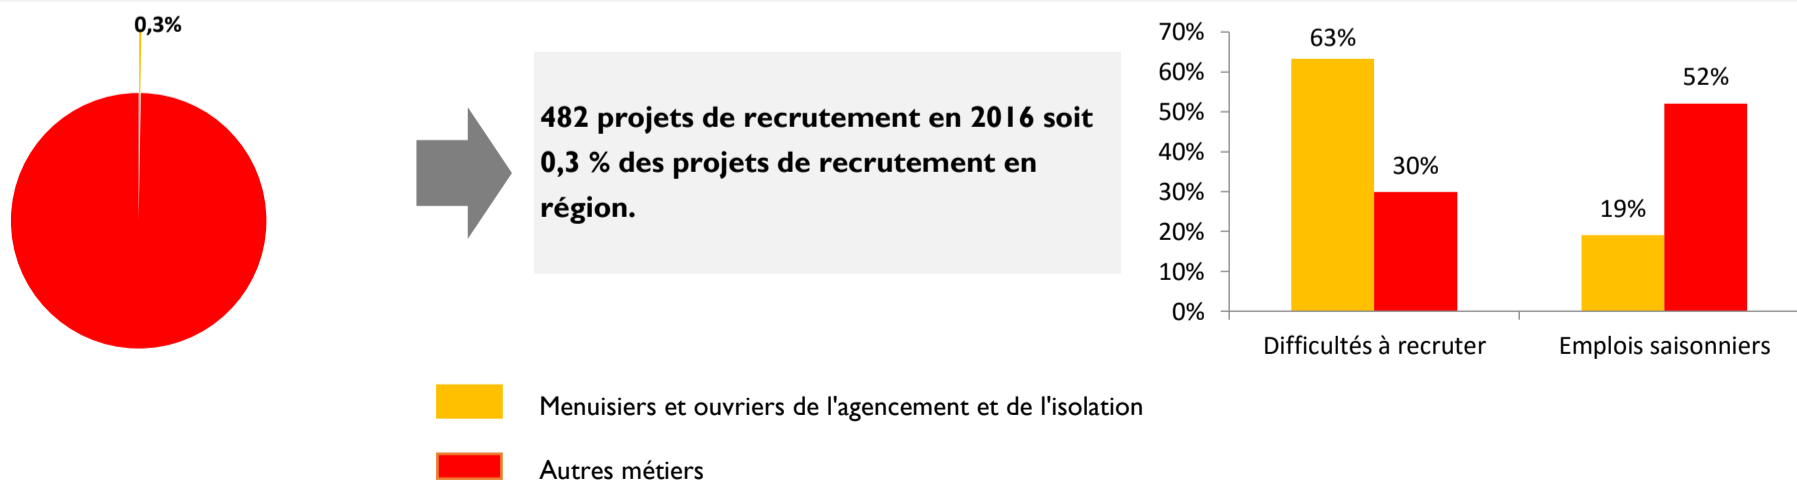 0,3%
482 projets de recrutement en 2016 soit
0,3 % des projets de recrutement en
région.
70%
60%
50%
40%
30%
20%
10%
0%
63%
30%
19%
52%
Difficultés à recruter
Emplois saisonniers
Menuisiers et ouvriers de l'agencement et de l'isolation
Autres métiers